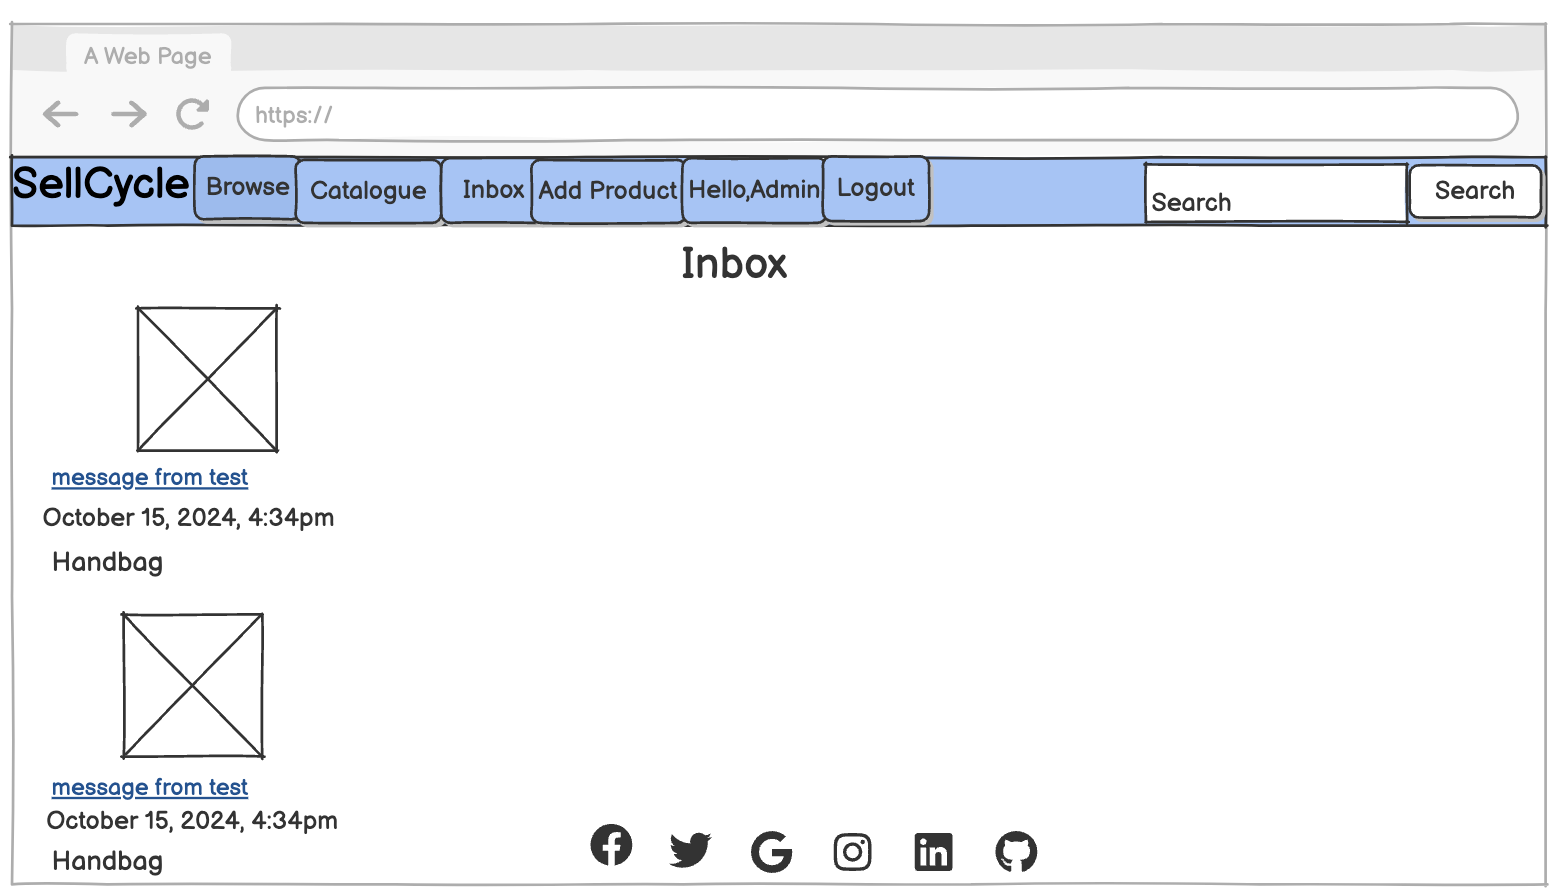 A Web Page
https://
SellCycle Browse Catalogue Inbox Add Product Hello,Admin Logout Search Search
Inbox
message from test
October 15, 2024, 4:34pm
Handbag
message from test
October 15, 2024, 4:34pm
Handbag